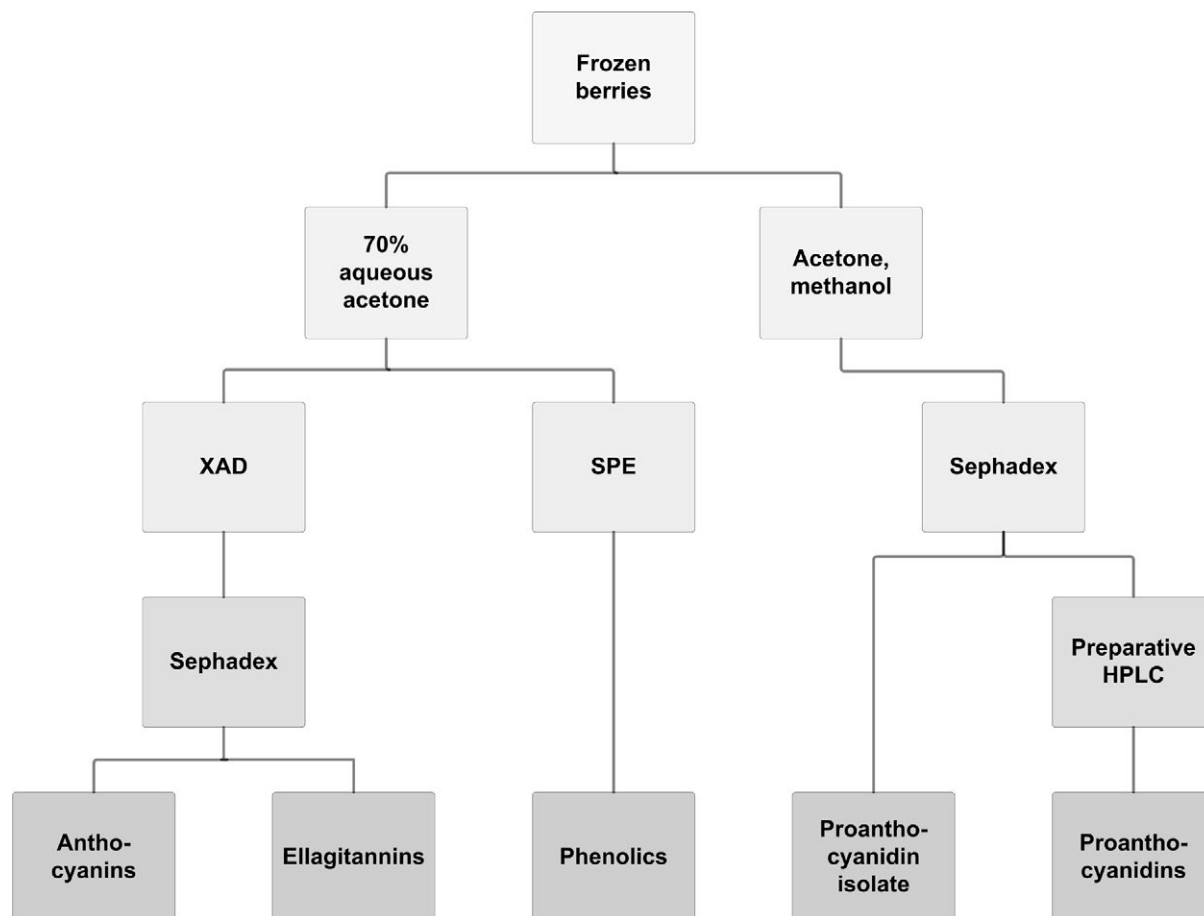 Frozen
berries
70%
aqueous
acetone
Acetone,
methanol
XAD
SPE
Sephadex
Sephadex
Preparative
HPLC
Antho-
cyanins
Ellagitannins
Phenolics
Proantho-
cyanidin
isolate
Proantho-
cyanidins